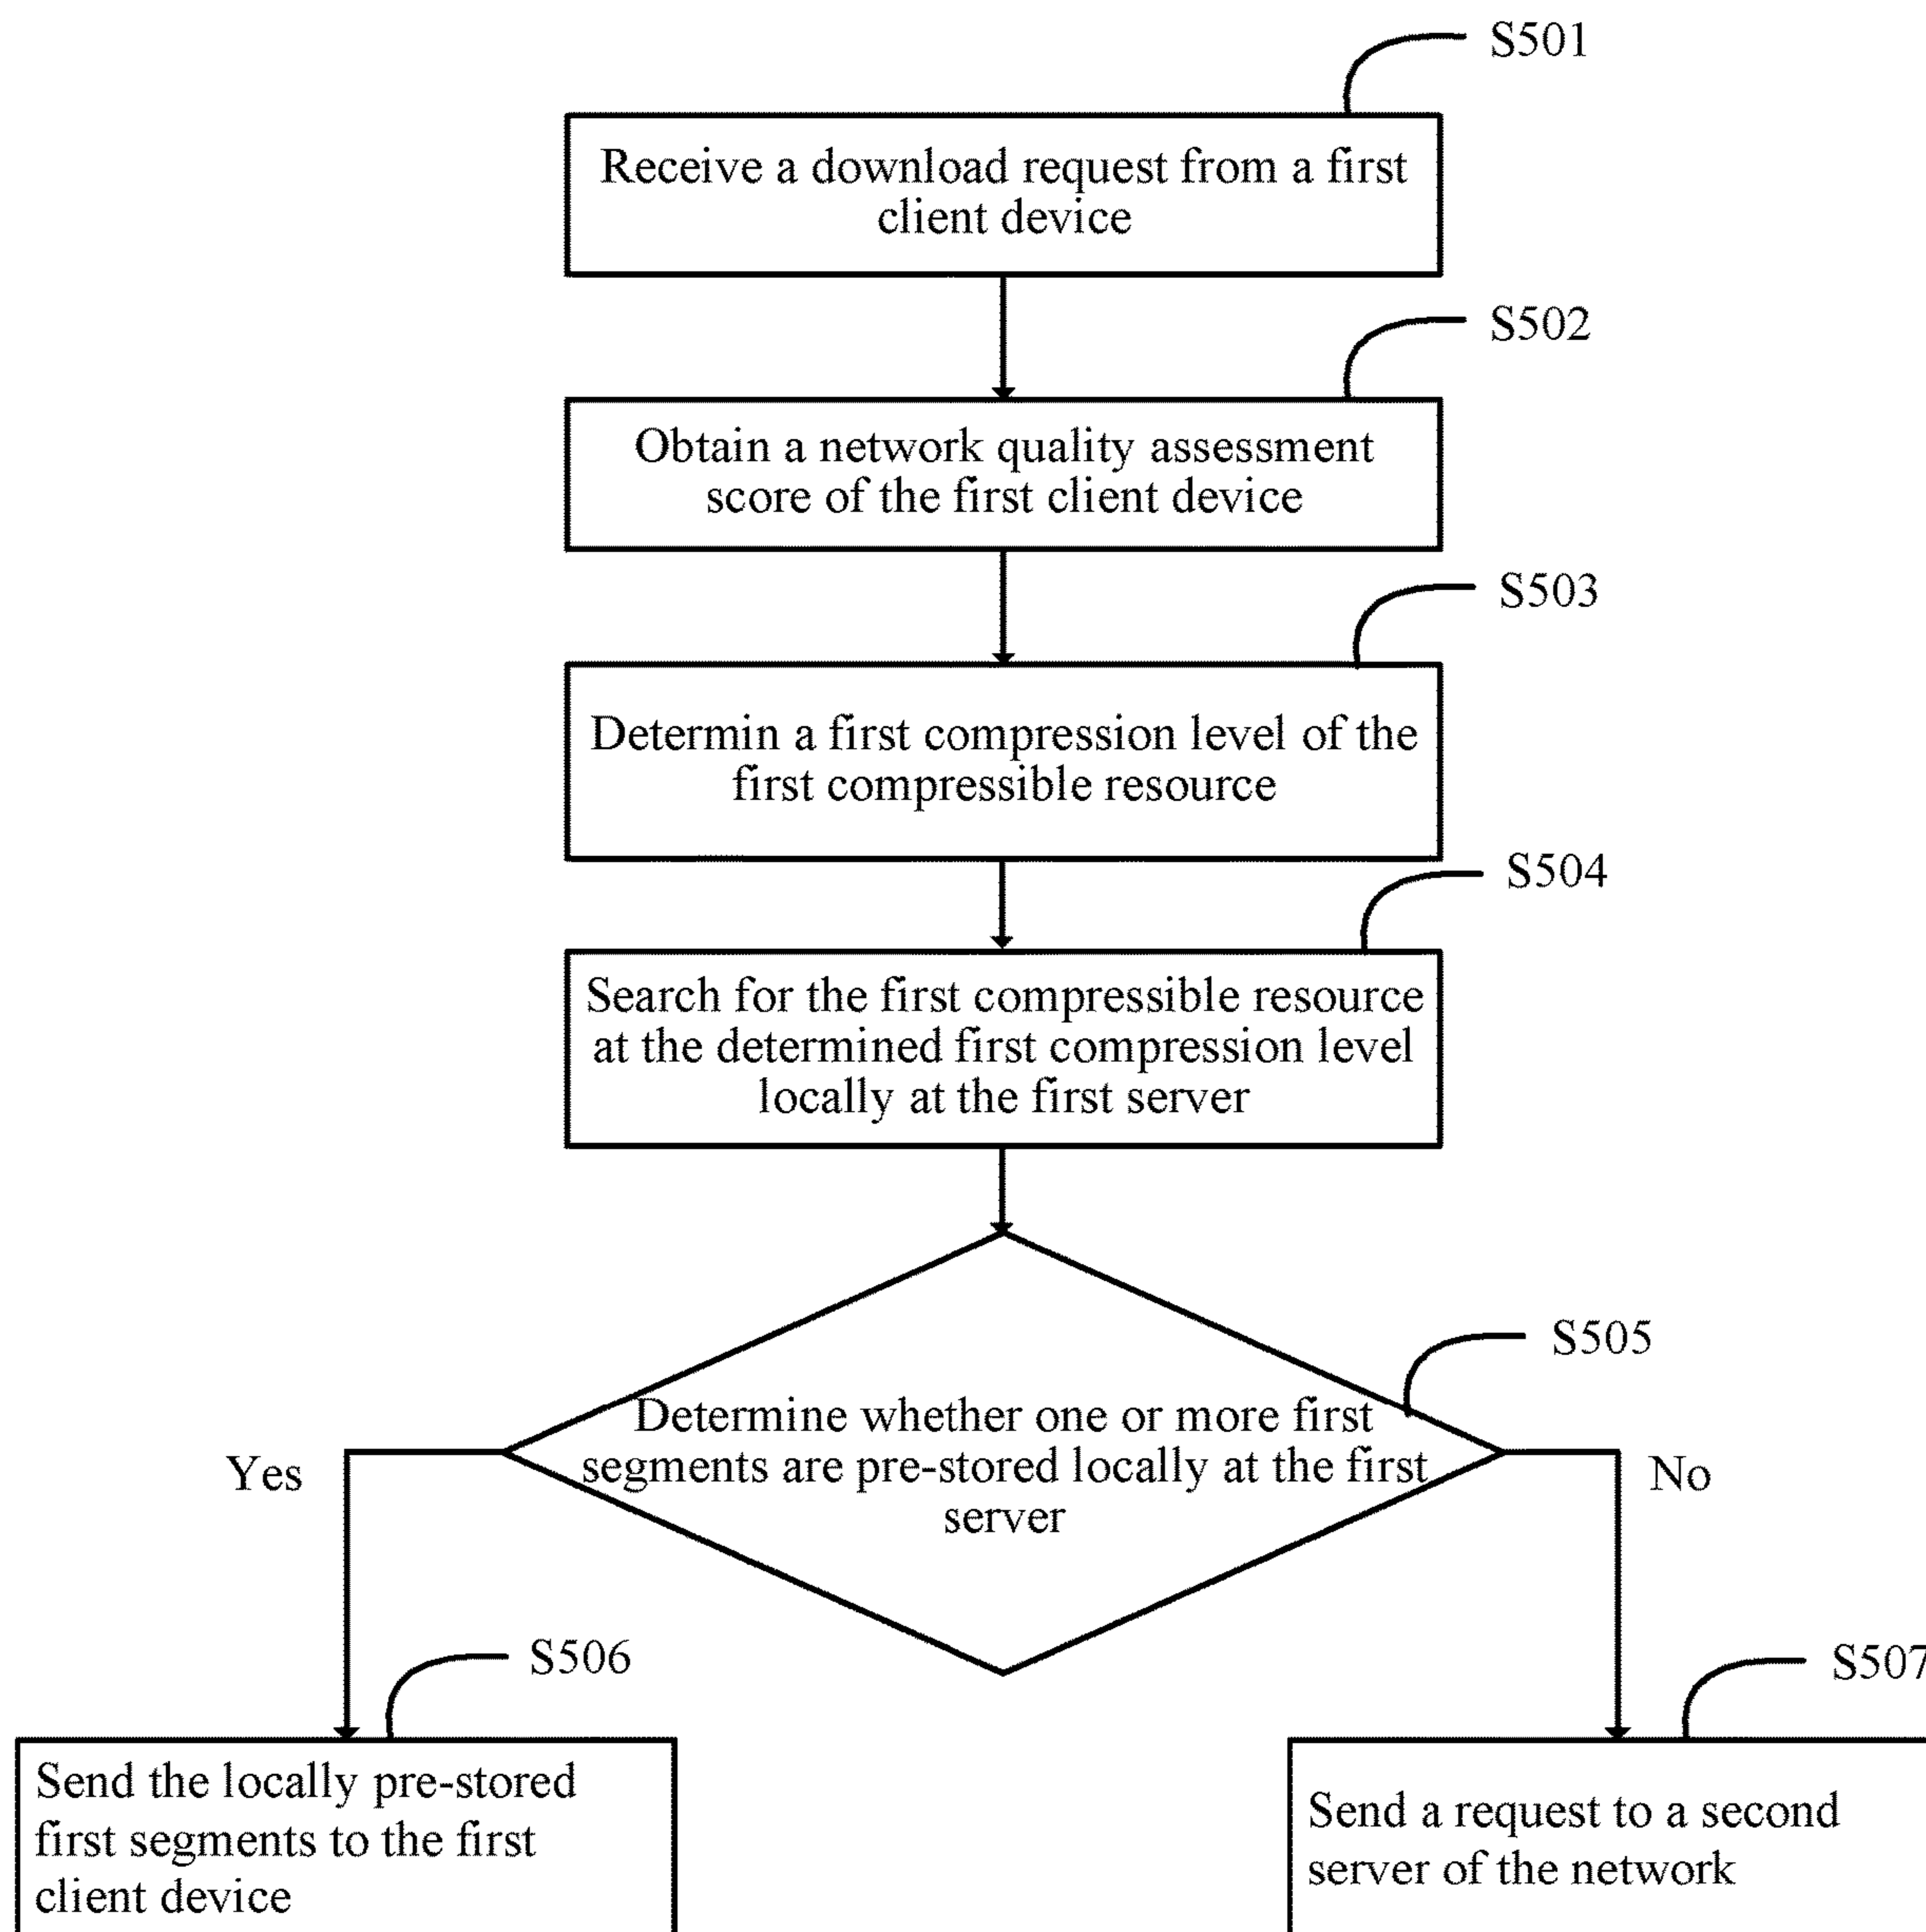 S501
Receive a download request from a first
client device
S502
Obtain a network quality assessment
score of the first client device
S503
Determin a first compression level of the
first compressible resource
S504
Search for the first compressible resource
at the determined first compression level
locally at the first server
S505
Determine whether one or more first
segments are pre-stored locally at the first
server
Yes
No
S506
S507
Send the locally pre-stored
first segments to the first
client device
Send a request to a second
server of the network